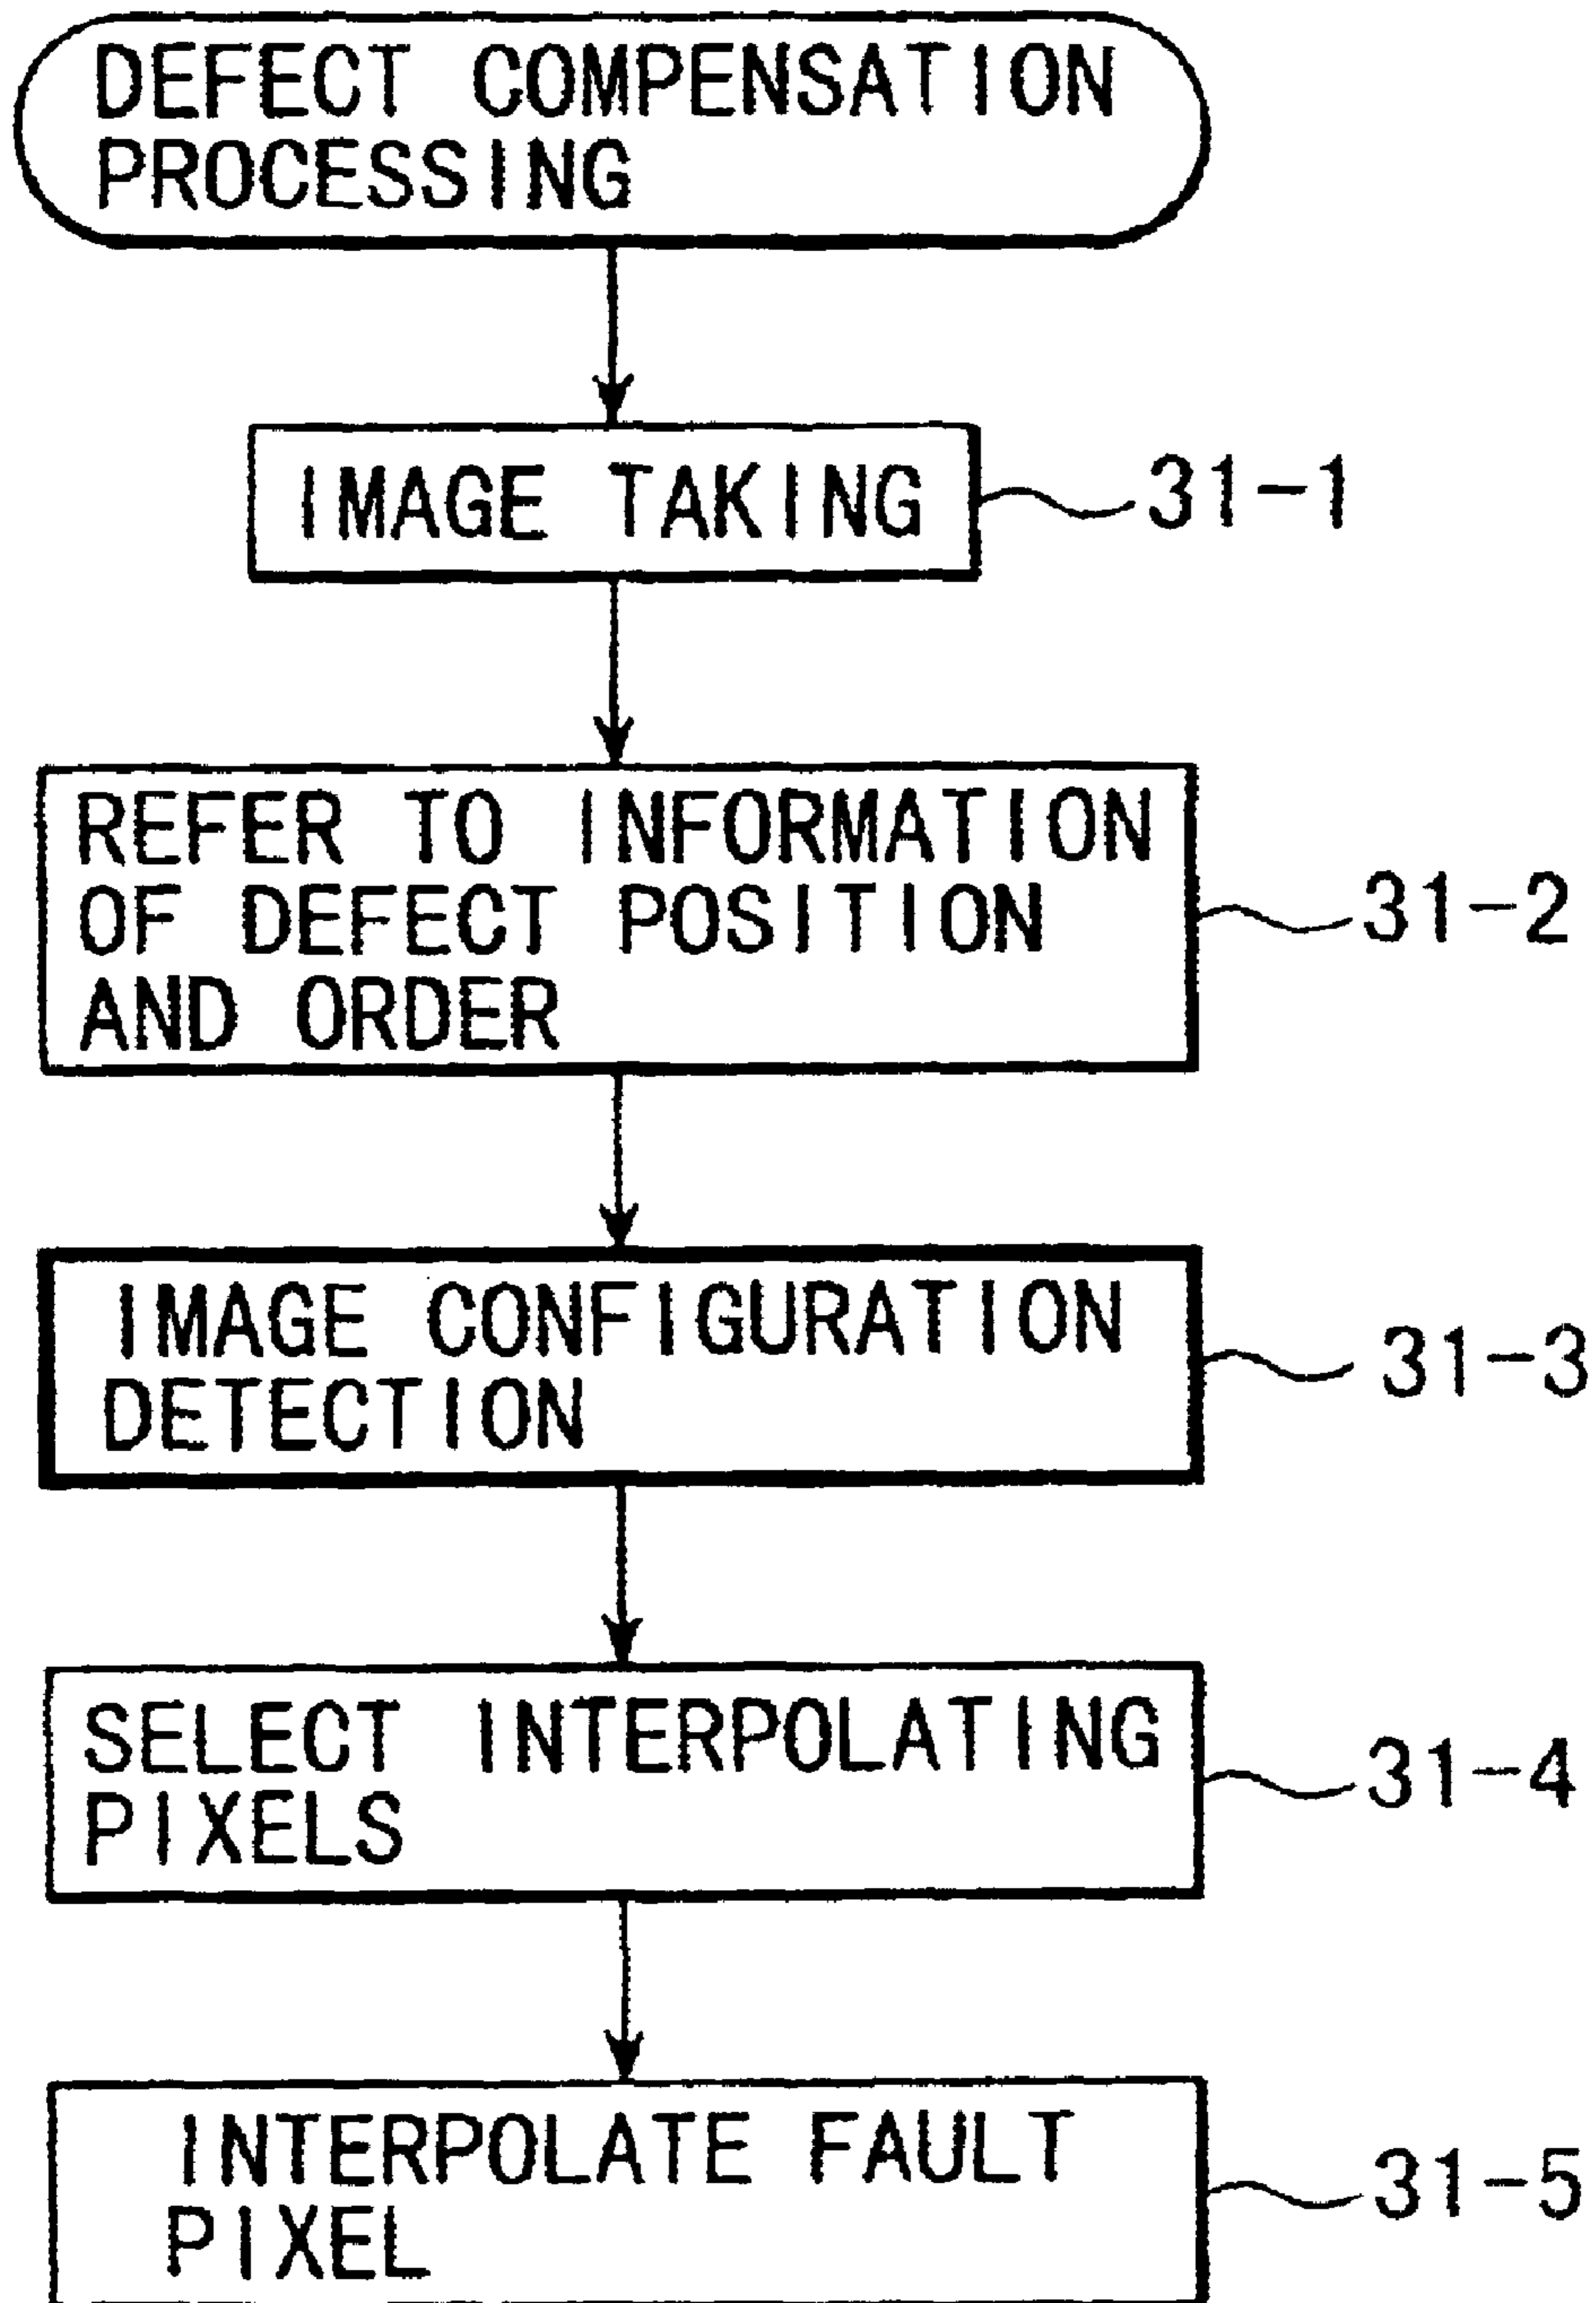 DEFECT COMPENSATION
PROCESSING
IMAGE TAKING
31-1
REFER TO INFORMATION
OF DEFECT POSITION
AND ORDER
31-2
IMAGE CONFIGURATION
DETECTION
31-3
SELECT INTERPOLATING
PIXELS
31-4
INTERPOLATE FAULT
PIXEL
31-5